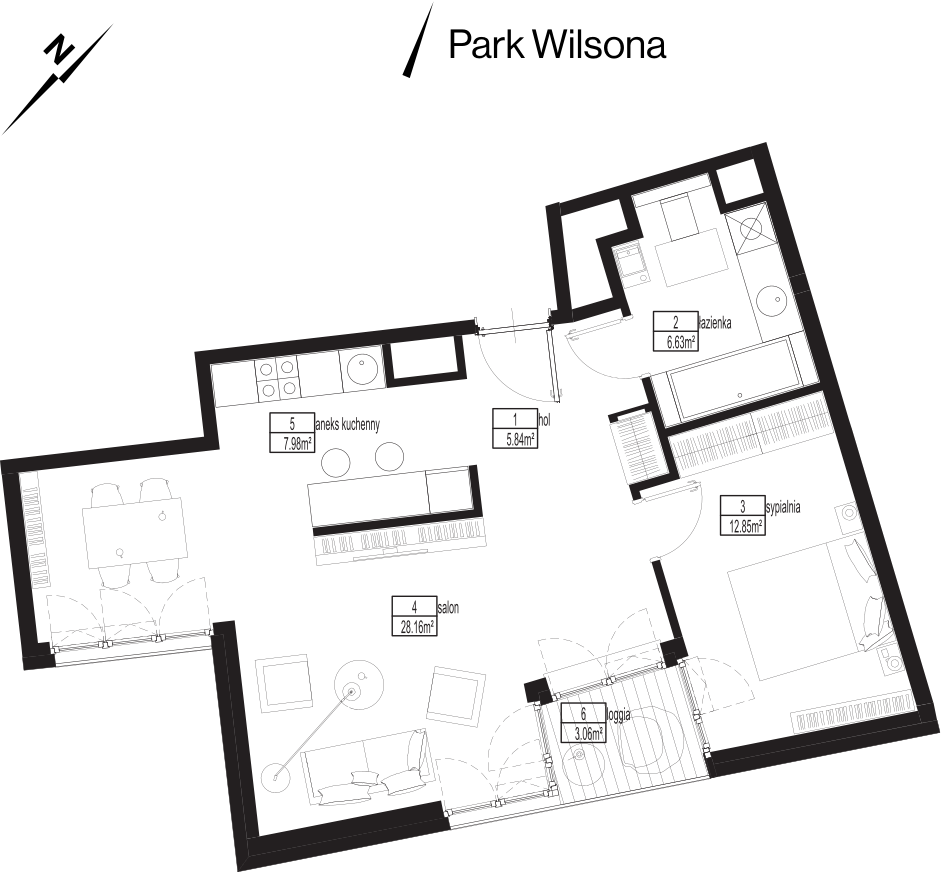 N
Park Wilsona
2 łazienka
6.63m²
1 hol
5.84m²
5 aneks kuchenny
7.98m²
3 sypialnia
12.85m²
4 salon
28.16m²
6 loggia
3.06m²